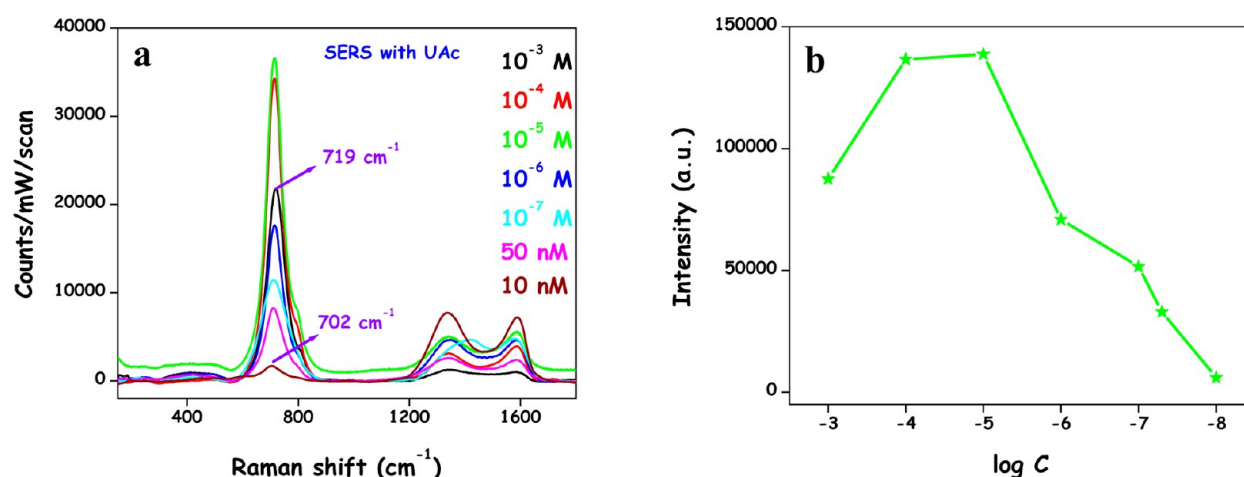 a
SERS with UAc
10⁻³ M
10⁻⁴ M
10⁻⁵ M
10⁻⁶ M
10⁻⁷ M
50 nM
10 nM
719 cm⁻¹
702 cm⁻¹
40000
30000
20000
10000
0
400
800
1200
1600
Counts/mW/scan
Raman shift (cm⁻¹)
b
150000
100000
50000
0
-3
-4
-5
-6
-7
-8
Intensity (a.u.)
log C